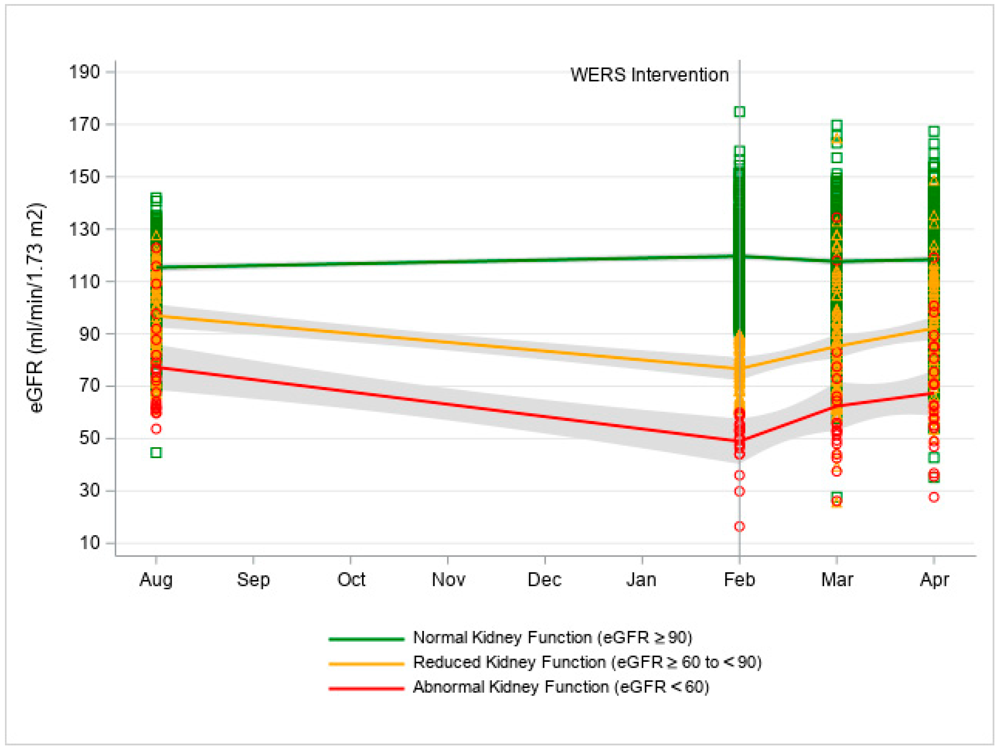 WERS Intervention
190
170
150
130
110
90
70
50
30
10
eGFR (ml/min/1.73 m2)
Aug Sep Oct Nov Dec Jan Feb Mar Apr
Normal Kidney Function (eGFR ≥ 90)
Reduced Kidney Function (eGFR ≥ 60 to < 90)
Abnormal Kidney Function (eGFR < 60)